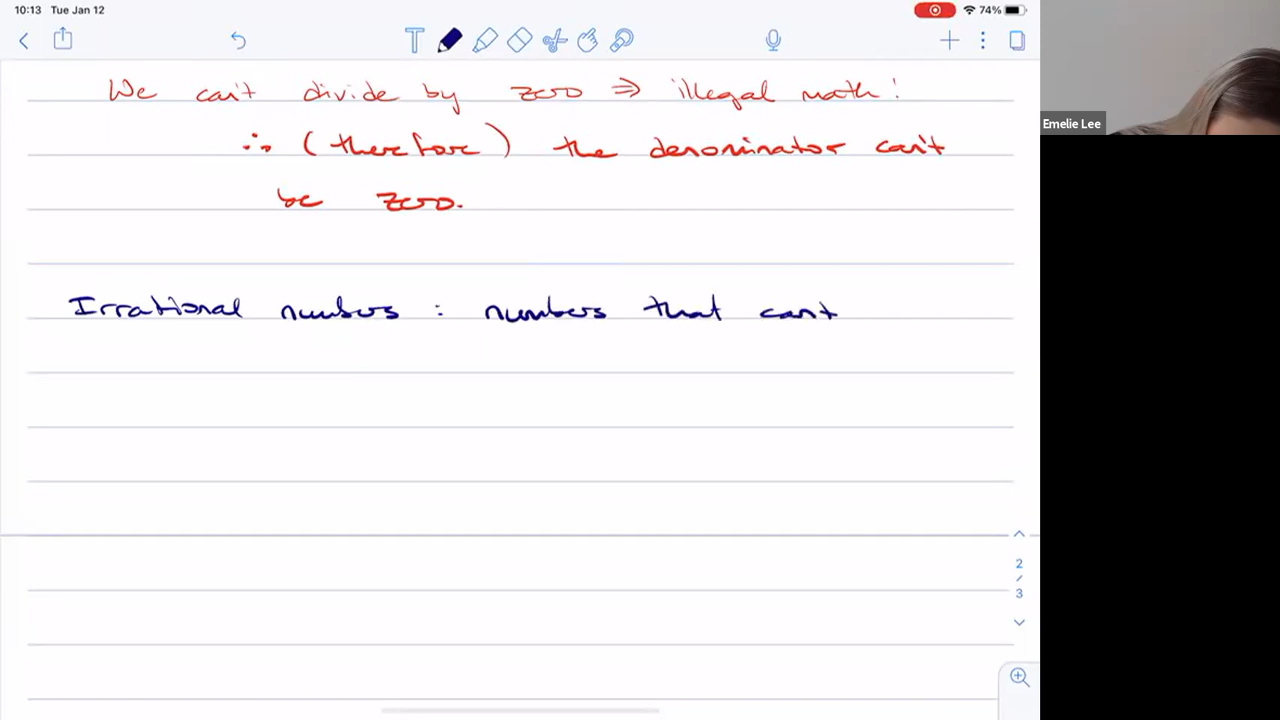 10:13 Tue Jan 12
74%
T
Emelie Lee
We can't divide by zero ⇒ illegal math!
∴ (therefore) the denominator can't
be zero.
Irrational numbers : numbers that can't
2
/
3